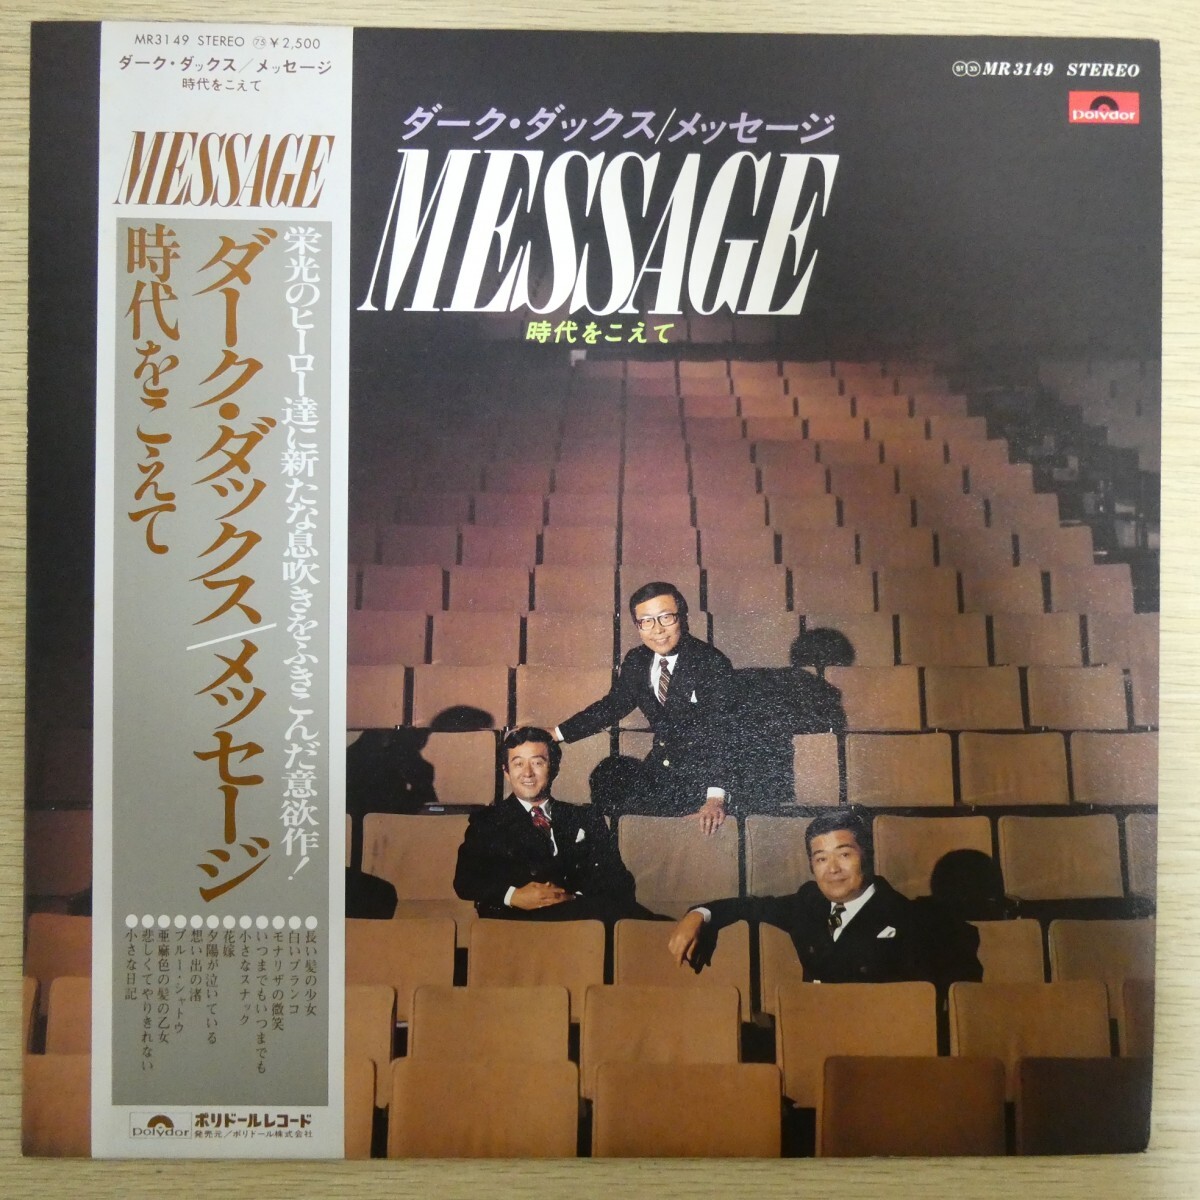 MR3149 STEREO 75 ¥2,500
ダーク・ダックス/メッセージ
時代をこえて
MESSAGE
栄光のヒーロー達に新たな息吹きをふきこんだ意欲作!
ダーク・ダックス/メッセージ
時代をこえて
●長い髪の少女
●白いブランコ
●モナリザの微笑
●いつまでもいつまでも
●小さなスナック
●花嫁
●夕陽が泣いている
●想い出の渚
●ブルー・シャトウ
●亜麻色の髪の乙女
●悲しくてやりきれない
●小さな日記
polydor
ポリドールレコード
発売元/ポリドール株式会社
ST 33 MR 3149 STEREO
polydor
ダーク・ダックス/メッセージ
MESSAGE
時代をこえて